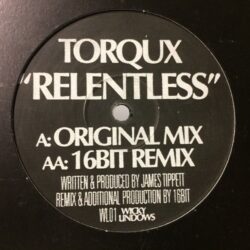 TORQUX
"RELENTLESS"
A: ORIGINAL MIX
AA: 16BIT REMIX
WRITTEN & PRODUCED BY JAMES TIPPETT
REMIX & ADDITIONAL PRODUCTION BY 16BIT
WL01 WICKY LINDOWS